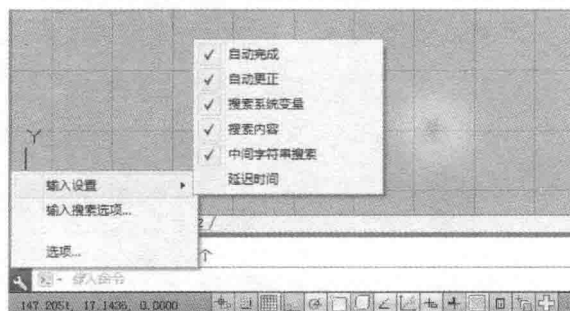 自动完成
自动更正
搜索系统变量
搜索内容
中间字符串搜索
延迟时间
Y
输入设置
输入搜索选项...
选项...
2 /
个
键入命令
147.2051, 17.1436, 0.0000